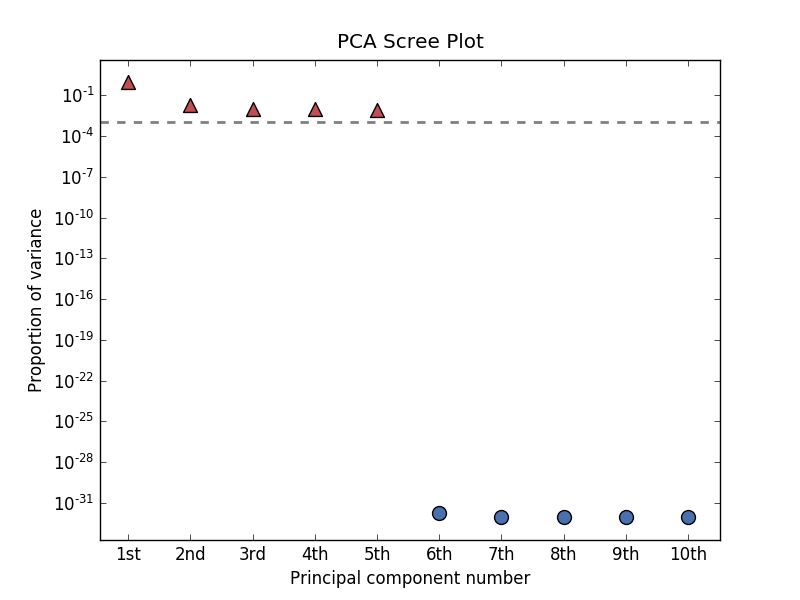 PCA Scree Plot
Proportion of variance
10^-1
10^-4
10^-7
10^-10
10^-13
10^-16
10^-19
10^-22
10^-25
10^-28
10^-31
1st 2nd 3rd 4th 5th 6th 7th 8th 9th 10th
Principal component number